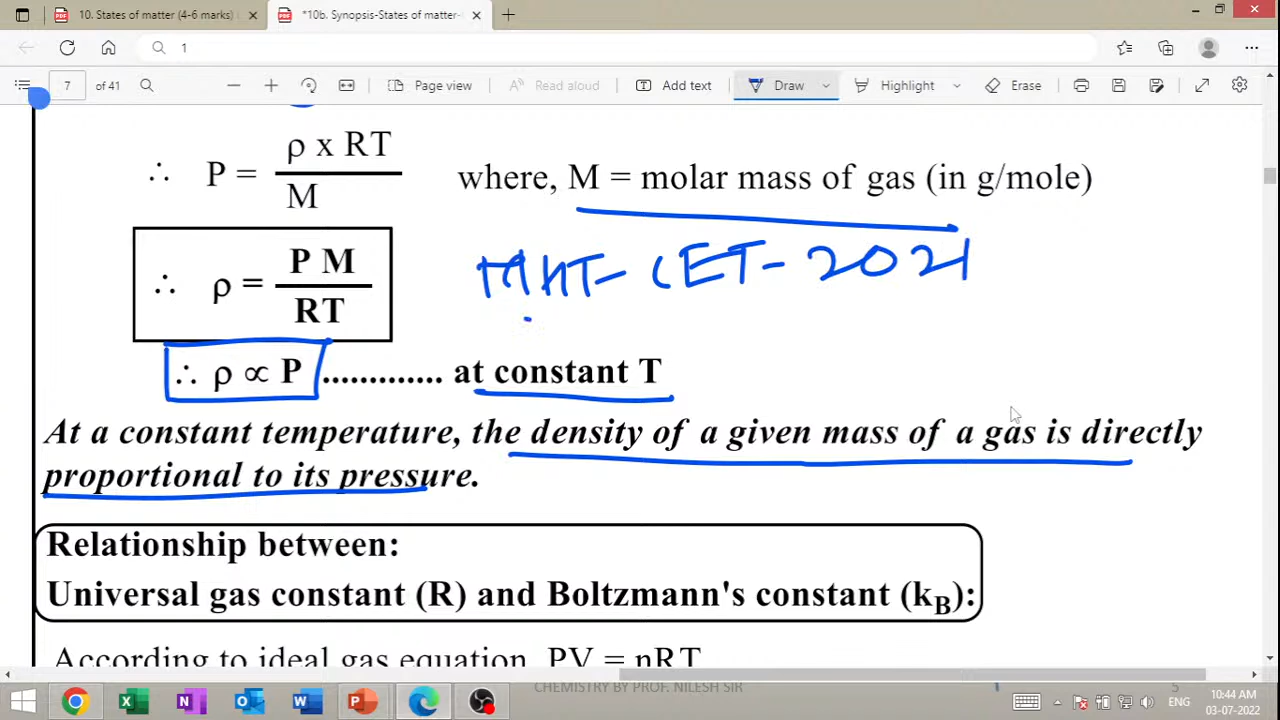 10. States of matter (4-6 marks)
*10b. Synopsis-States of matter-
1
7 of 41
Page view
Read aloud
Add text
Draw
Highlight
Erase
∴ P = ρ x RT / M where, M = molar mass of gas (in g/mole)
∴ ρ = P M / RT
MHT-CET-2021
∴ ρ ∝ P ............. at constant T
At a constant temperature, the density of a given mass of a gas is directly
proportional to its pressure.
Relationship between:
Universal gas constant (R) and Boltzmann's constant (kB):
According to ideal gas equation, PV = nRT
CHEMISTRY BY PROF. NILESH SIR
5
ENG
10:44 AM
03-07-2022